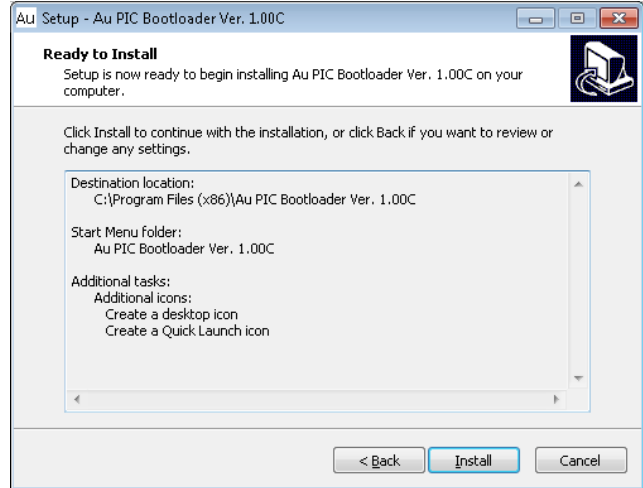 Au Setup - Au PIC Bootloader Ver. 1.00C
Ready to Install
Setup is now ready to begin installing Au PIC Bootloader Ver. 1.00C on your
computer.
Click Install to continue with the installation, or click Back if you want to review or
change any settings.
Destination location:
C:\Program Files (x86)\Au PIC Bootloader Ver. 1.00C
Start Menu folder:
Au PIC Bootloader Ver. 1.00C
Additional tasks:
Additional icons:
Create a desktop icon
Create a Quick Launch icon
< Back Install Cancel